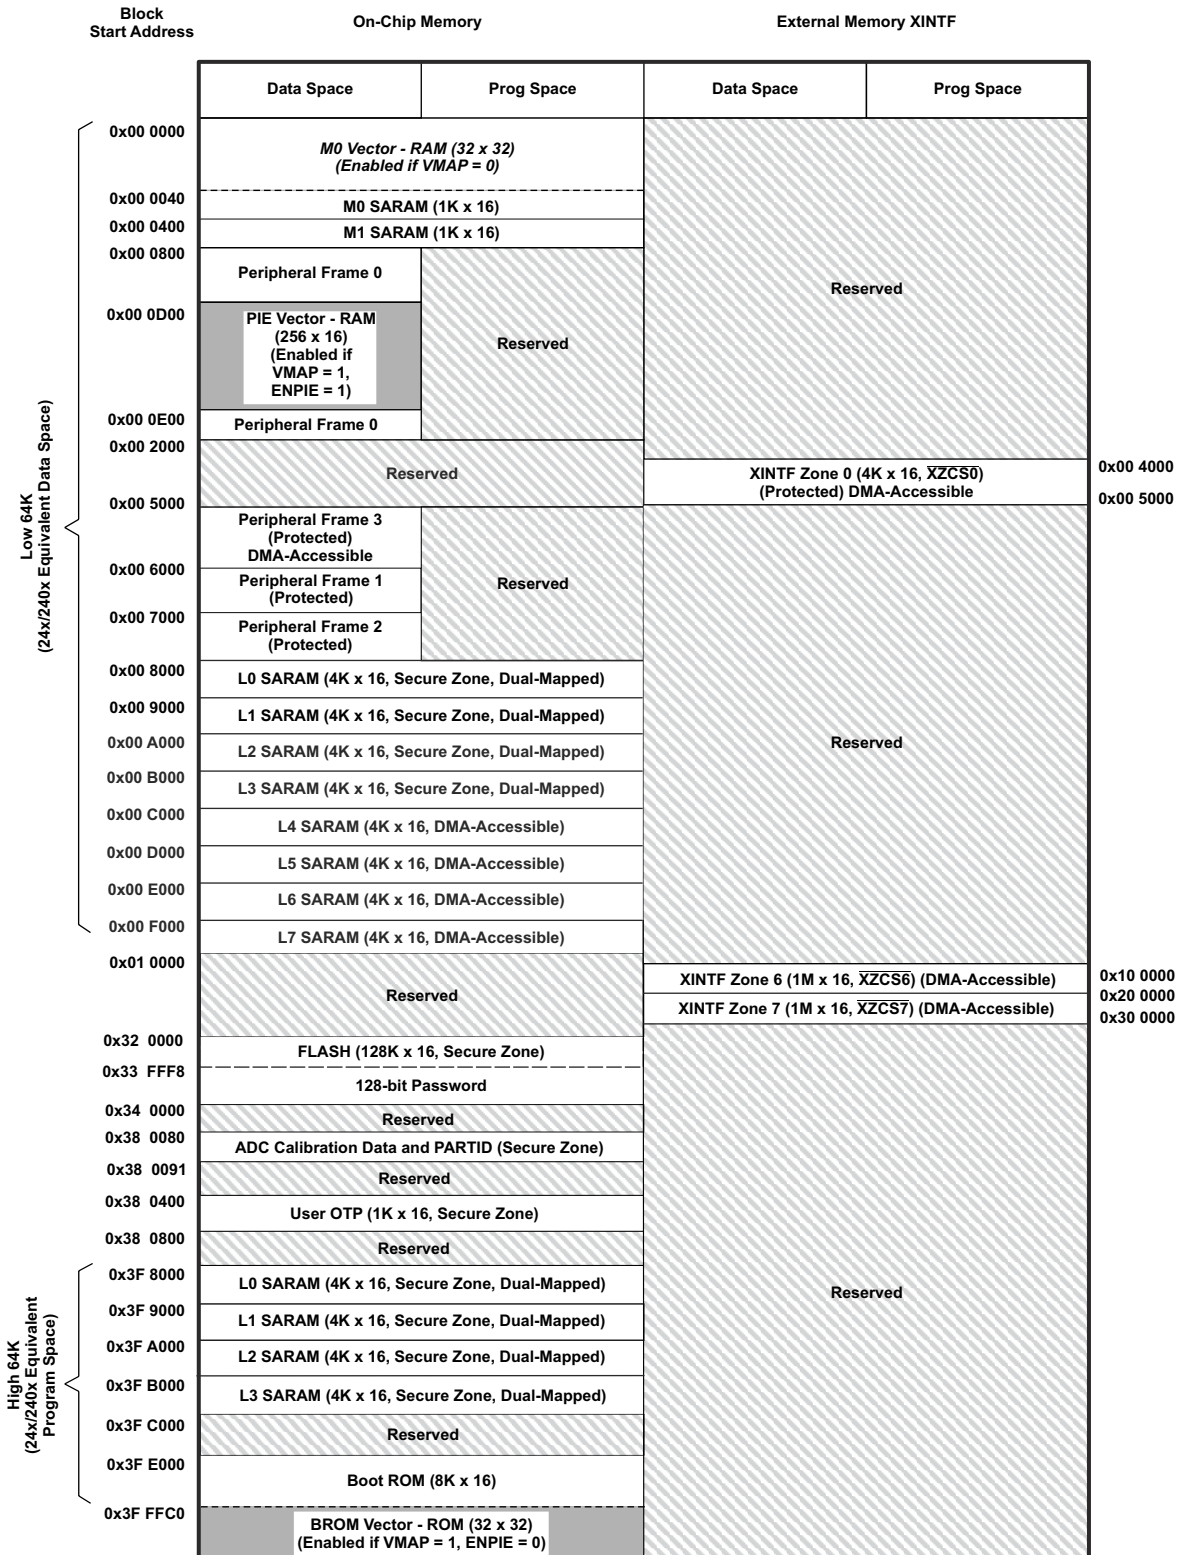 Block
Start Address
On-Chip Memory
External Memory XINTF
Data Space
Prog Space
Data Space
Prog Space
0x00 0000
M0 Vector - RAM (32 x 32)
(Enabled if VMAP = 0)
0x00 0040
M0 SARAM (1K x 16)
0x00 0400
M1 SARAM (1K x 16)
0x00 0800
Peripheral Frame 0
Reserved
0x00 0D00
PIE Vector - RAM
(256 x 16)
(Enabled if
VMAP = 1,
ENPIE = 1)
Reserved
0x00 0E00
Peripheral Frame 0
0x00 2000
Reserved
XINTF Zone 0 (4K x 16, XZCS0)
(Protected) DMA-Accessible
0x00 4000
0x00 5000
0x00 5000
Peripheral Frame 3
(Protected)
DMA-Accessible
0x00 6000
Peripheral Frame 1
(Protected)
Reserved
0x00 7000
Peripheral Frame 2
(Protected)
Low 64K
(24x/240x Equivalent Data Space)
0x00 8000
L0 SARAM (4K x 16, Secure Zone, Dual-Mapped)
0x00 9000
L1 SARAM (4K x 16, Secure Zone, Dual-Mapped)
0x00 A000
L2 SARAM (4K x 16, Secure Zone, Dual-Mapped)
Reserved
0x00 B000
L3 SARAM (4K x 16, Secure Zone, Dual-Mapped)
0x00 C000
L4 SARAM (4K x 16, DMA-Accessible)
0x00 D000
L5 SARAM (4K x 16, DMA-Accessible)
0x00 E000
L6 SARAM (4K x 16, DMA-Accessible)
0x00 F000
L7 SARAM (4K x 16, DMA-Accessible)
0x01 0000
Reserved
XINTF Zone 6 (1M x 16, XZCS6) (DMA-Accessible)
0x10 0000
0x20 0000
XINTF Zone 7 (1M x 16, XZCS7) (DMA-Accessible)
0x30 0000
0x32 0000
FLASH (128K x 16, Secure Zone)
0x33 FFF8
128-bit Password
0x34 0000
Reserved
0x38 0080
ADC Calibration Data and PARTID (Secure Zone)
0x38 0091
Reserved
0x38 0400
User OTP (1K x 16, Secure Zone)
0x38 0800
Reserved
0x3F 8000
L0 SARAM (4K x 16, Secure Zone, Dual-Mapped)
Reserved
0x3F 9000
L1 SARAM (4K x 16, Secure Zone, Dual-Mapped)
0x3F A000
L2 SARAM (4K x 16, Secure Zone, Dual-Mapped)
0x3F B000
L3 SARAM (4K x 16, Secure Zone, Dual-Mapped)
High 64K
(24x/240x Equivalent
Program Space)
0x3F C000
Reserved
0x3F E000
Boot ROM (8K x 16)
0x3F FFC0
BROM Vector - ROM (32 x 32)
(Enabled if VMAP = 1, ENPIE = 0)